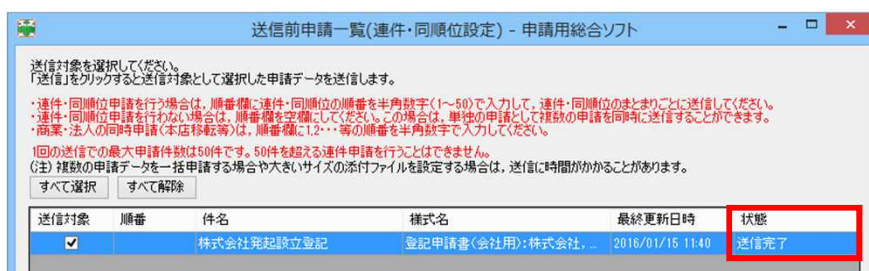 送信前申請一覧(連件・同順位設定) - 申請用総合ソフト
送信対象を選択してください。
「送信」をクリックすると送信対象として選択した申請データを送信します。
・連件・同順位申請を行う場合は，順番欄に連件・同順位の順番を半角数字(1～50)で入力して，連件・同順位のまとまりごとに送信してください。
・連件・同順位申請を行わない場合は，順番欄を空欄にしてください。この場合は，単独の申請として複数の申請を同時に送信することができます。
・商業・法人の同時申請(本店移転等)は，順番欄に1,2・・・等の順番を半角数字で入力してください。
1回の送信での最大申請件数は50件です。50件を超える連件申請を行うことはできません。
(注) 複数の申請データを一括申請する場合や大きいサイズの添付ファイルを設定する場合は，送信に時間がかかることがあります。
すべて選択 すべて解除
送信対象 順番 件名 様式名 最終更新日時 状態
株式会社発起設立登記 登記申請書(会社用):株式会社，... 2016/01/15 11:40 送信完了